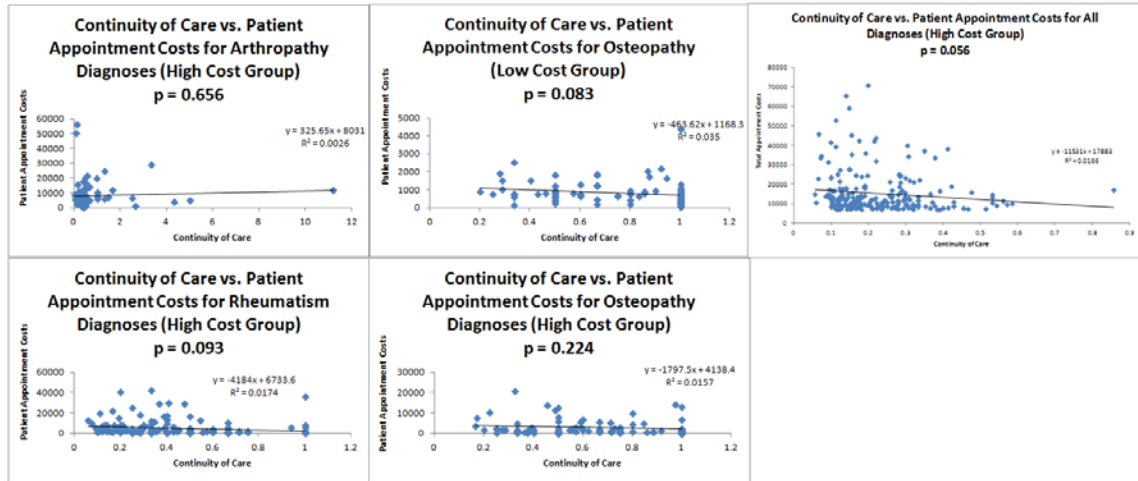 Continuity of Care vs. Patient
Appointment Costs for Arthropathy
Diagnoses (High Cost Group)
p = 0.656
Patient Appointment Costs
60000
50000
40000
30000
20000
10000
0
y = 325.65x + 8031
R² = 0.0026
0 2 4 6 8 10 12
Continuity of Care
Continuity of Care vs. Patient
Appointment Costs for Osteopathy
(Low Cost Group)
p = 0.083
Patient Appointment Costs
5000
4000
3000
2000
1000
0
y = -463.62x + 1168.3
R² = 0.035
0 0.2 0.4 0.6 0.8 1 1.2
Continuity of Care
Continuity of Care vs. Patient Appointment Costs for All
Diagnoses (High Cost Group)
p = 0.056
Total Appointment Costs
80000
70000
60000
50000
40000
30000
20000
10000
0
y = -11531x + 17883
R² = 0.0166
0 0.1 0.2 0.3 0.4 0.5 0.6 0.7 0.8 0.9
Continuity of Care
Continuity of Care vs. Patient
Appointment Costs for Rheumatism
Diagnoses (High Cost Group)
p = 0.093
Patient Appointment Costs
60000
40000
20000
0
y = -4184x + 6733.6
R² = 0.0174
0 0.2 0.4 0.6 0.8 1 1.2
Continuity of Care
Continuity of Care vs. Patient
Appointment Costs for Osteopathy
Diagnoses (High Cost Group)
p = 0.224
Patient Appointment Costs
30000
20000
10000
0
y = -1797.5x + 4138.4
R² = 0.0157
0 0.2 0.4 0.6 0.8 1 1.2
Continuity of Care